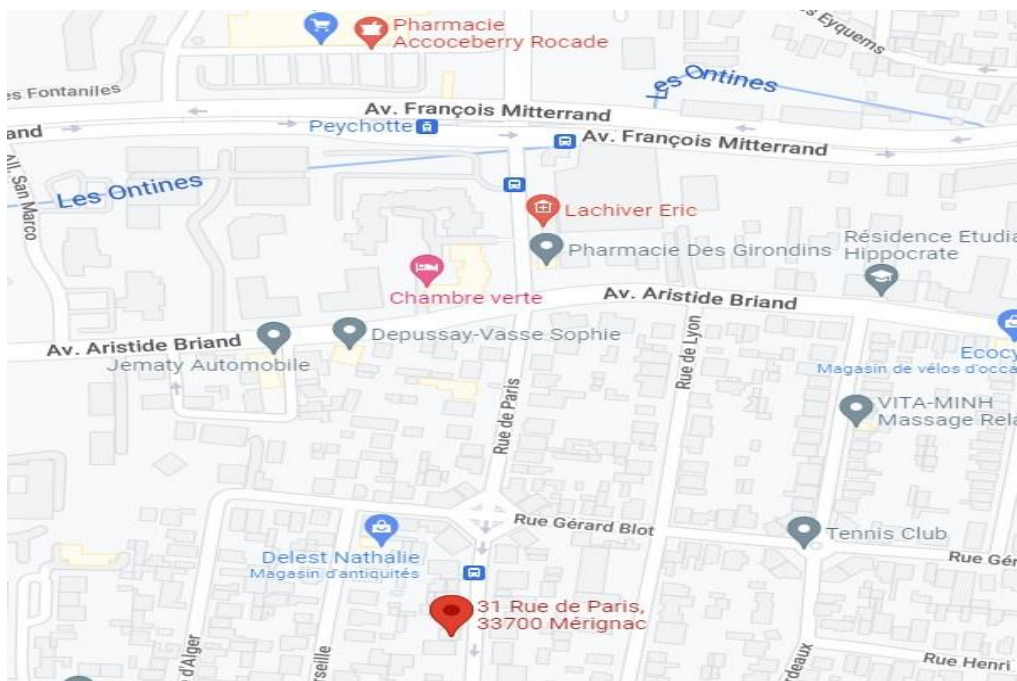 Pharmacie
Accoceberry Rocade
Eyquems
es Fontaniles
Les Ontines
Av. François Mitterrand
Peychotte
and
Av. François Mitterrand
All. San Marco
Les Ontines
Lachiver Eric
Pharmacie Des Girondins
Résidence Etudia
Hippocrate
Chambre verte
Av. Aristide Briand
Av. Aristide Briand
Depussay-Vasse Sophie
Jematy Automobile
Rue de Lyon
Ecocy
Magasin de vélos d'occa
Rue de Paris
VITA-MINH
Massage Rela
Rue Gérard Blot
Tennis Club
Delest Nathalie
Magasin d'antiquités
Rue Gér
31 Rue de Paris,
33700 Mérignac
d'Alger
rseille
rdeaux
Rue Henri